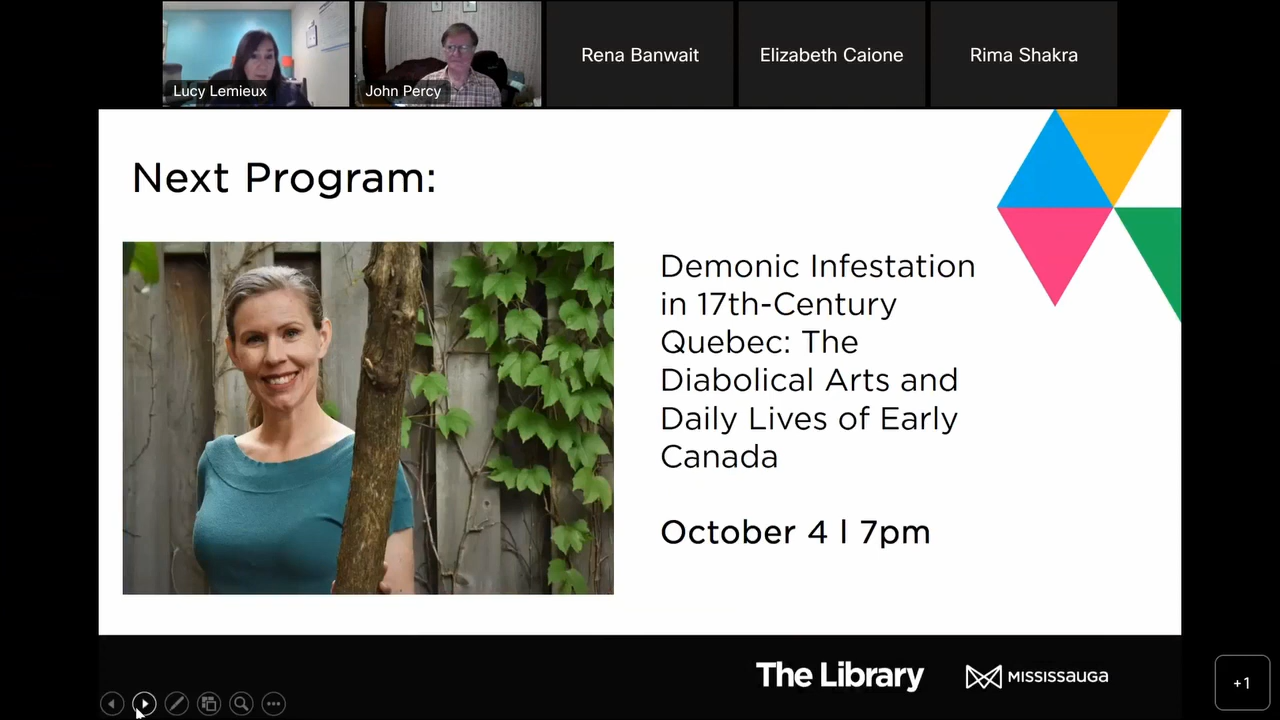 Lucy Lemieux
John Percy
Rena Banwait
Elizabeth Caione
Rima Shakra
Next Program:
Demonic Infestation
in 17th-Century
Quebec: The
Diabolical Arts and
Daily Lives of Early
Canada
October 4 l 7pm
The Library
MISSISSAUGA
+1